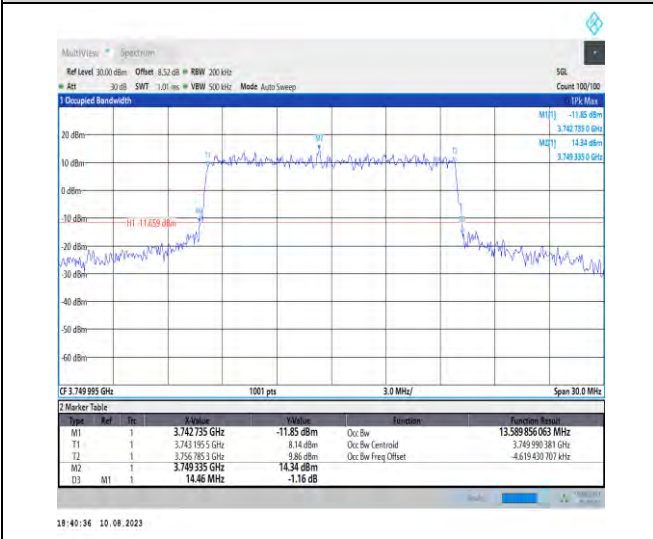 MultiView Spectrum
Ref Level 30.00 dBm Offset 8.52 dB RBW 200 kHz SGL
Att 30 dB SWT 1.01 ms VBW 500 kHz Mode Auto Sweep Count 100/100
1 Occupied Bandwidth 1Pk Max
M1[1] -11.85 dBm
3.742 735 0 GHz
M2[1] 14.34 dBm
3.749 335 0 GHz
20 dBm
M2
T1
T2
10 dBm
0 dBm
-10 dBm
H1 -11.659 dBm
-20 dBm
-30 dBm
-40 dBm
-50 dBm
-60 dBm
CF 3.749 995 GHz 1001 pts 3.0 MHz/ Span 30.0 MHz
2 Marker Table
Type Ref Trc X-Value Y-Value Function Function Result
M1 1 3.742 735 GHz -11.85 dBm Occ Bw 13.589 856 063 MHz
T1 1 3.743 195 5 GHz 8.14 dBm Occ Bw Centroid 3.749 990 381 GHz
T2 1 3.756 785 3 GHz 9.86 dBm Occ Bw Freq Offset -4.619 430 707 kHz
M2 1 3.749 335 GHz 14.34 dBm
D3 M1 1 14.46 MHz -1.16 dB
18:40:36 10.08.2023